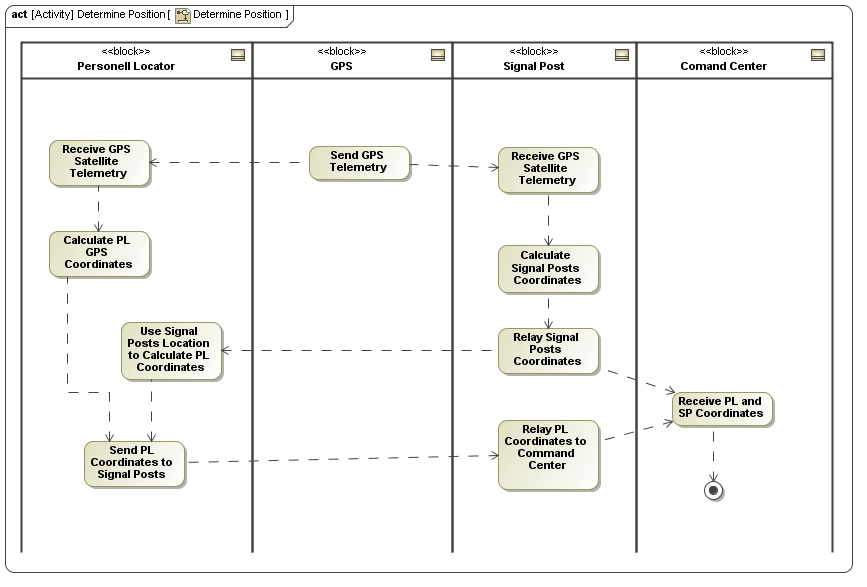 act [Activity] Determine Position [ Determine Position ]
<<block>>
Personell Locator
<<block>>
GPS
<<block>>
Signal Post
<<block>>
Comand Center
Receive GPS
Satellite
Telemetry
Send GPS
Telemetry
Receive GPS
Satellite
Telemetry
Calculate PL
GPS
Coordinates
Calculate
Signal Posts
Coordinates
Use Signal
Posts Location
to Calculate PL
Coordinates
Relay Signal
Posts
Coordinates
Receive PL and
SP Coordinates
Send PL
Coordinates to
Signal Posts
Relay PL
Coordinates to
Command
Center